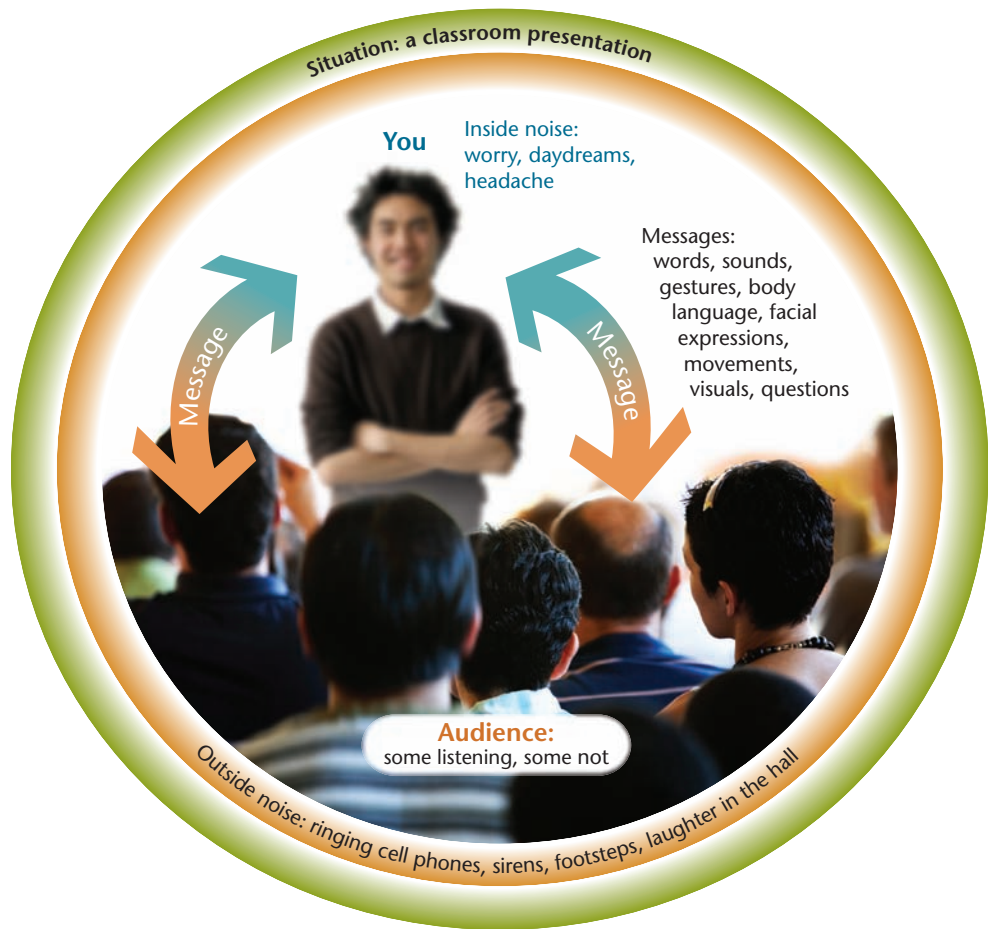 Situation: a classroom presentation
You
Inside noise:
worry, daydreams,
headache
Messages:
words, sounds,
gestures, body
language, facial
expressions,
movements,
visuals, questions
Message
Message
Audience:
some listening, some not
Outside noise: ringing cell phones, sirens, footsteps, laughter in the hall